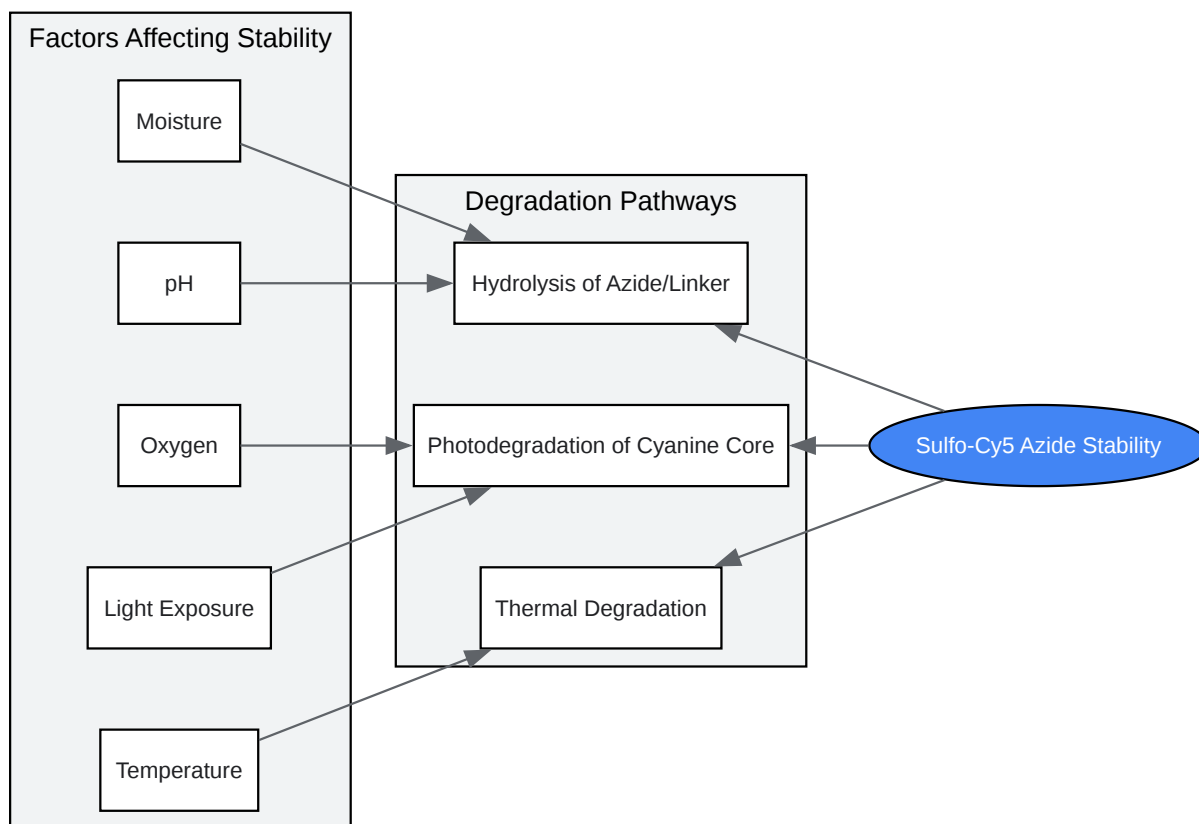 Factors Affecting Stability
Moisture
pH
Oxygen
Light Exposure
Temperature
Degradation Pathways
Hydrolysis of Azide/Linker
Photodegradation of Cyanine Core
Thermal Degradation
Sulfo-Cy5 Azide Stability